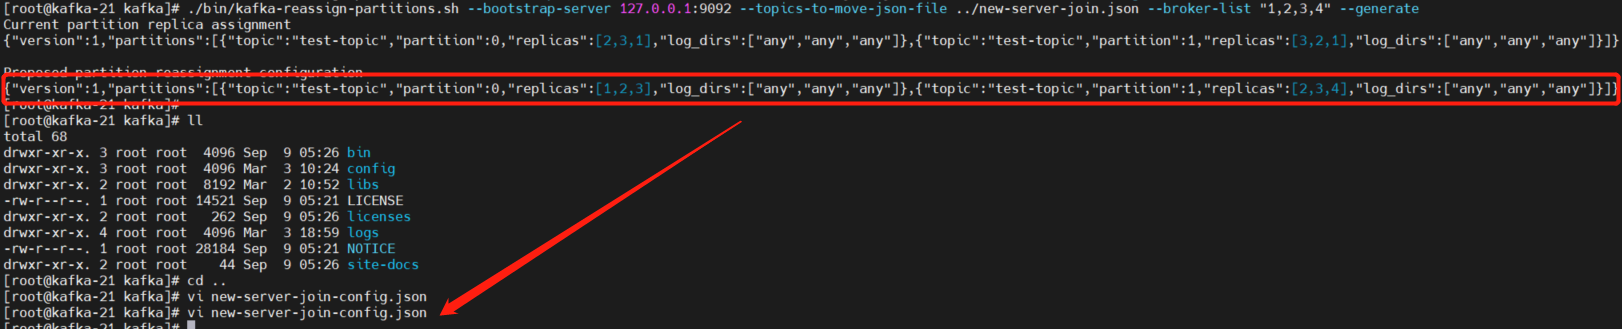 [root@kafka-21 kafka]# ./bin/kafka-reassign-partitions.sh --bootstrap-server 127.0.0.1:9092 --topics-to-move-json-file ../new-server-join.json --broker-list "1,2,3,4" --generate
Current partition replica assignment
{"version":1,"partitions":[{"topic":"test-topic","partition":0,"replicas":[2,3,1],"log_dirs":["any","any","any"]},{"topic":"test-topic","partition":1,"replicas":[3,2,1],"log_dirs":["any","any","any"]}]}
Proposed partition reassignment configuration
{"version":1,"partitions":[{"topic":"test-topic","partition":0,"replicas":[1,2,3],"log_dirs":["any","any","any"]},{"topic":"test-topic","partition":1,"replicas":[2,3,4],"log_dirs":["any","any","any"]}]}
[root@kafka-21 kafka]#
[root@kafka-21 kafka]# ll
total 68
drwxr-xr-x. 3 root root  4096 Sep  9 05:26 bin
drwxr-xr-x. 3 root root  4096 Mar  3 10:24 config
drwxr-xr-x. 2 root root  8192 Mar  2 10:52 libs
-rw-r--r--. 1 root root 14521 Sep  9 05:21 LICENSE
drwxr-xr-x. 2 root root   262 Sep  9 05:26 licenses
drwxr-xr-x. 4 root root  4096 Mar  3 18:59 logs
-rw-r--r--. 1 root root 28184 Sep  9 05:21 NOTICE
drwxr-xr-x. 2 root root    44 Sep  9 05:26 site-docs
[root@kafka-21 kafka]# cd ..
[root@kafka-21 kafka]# vi new-server-join-config.json
[root@kafka-21 kafka]# vi new-server-join-config.json
[root@kafka-21 kafka]#